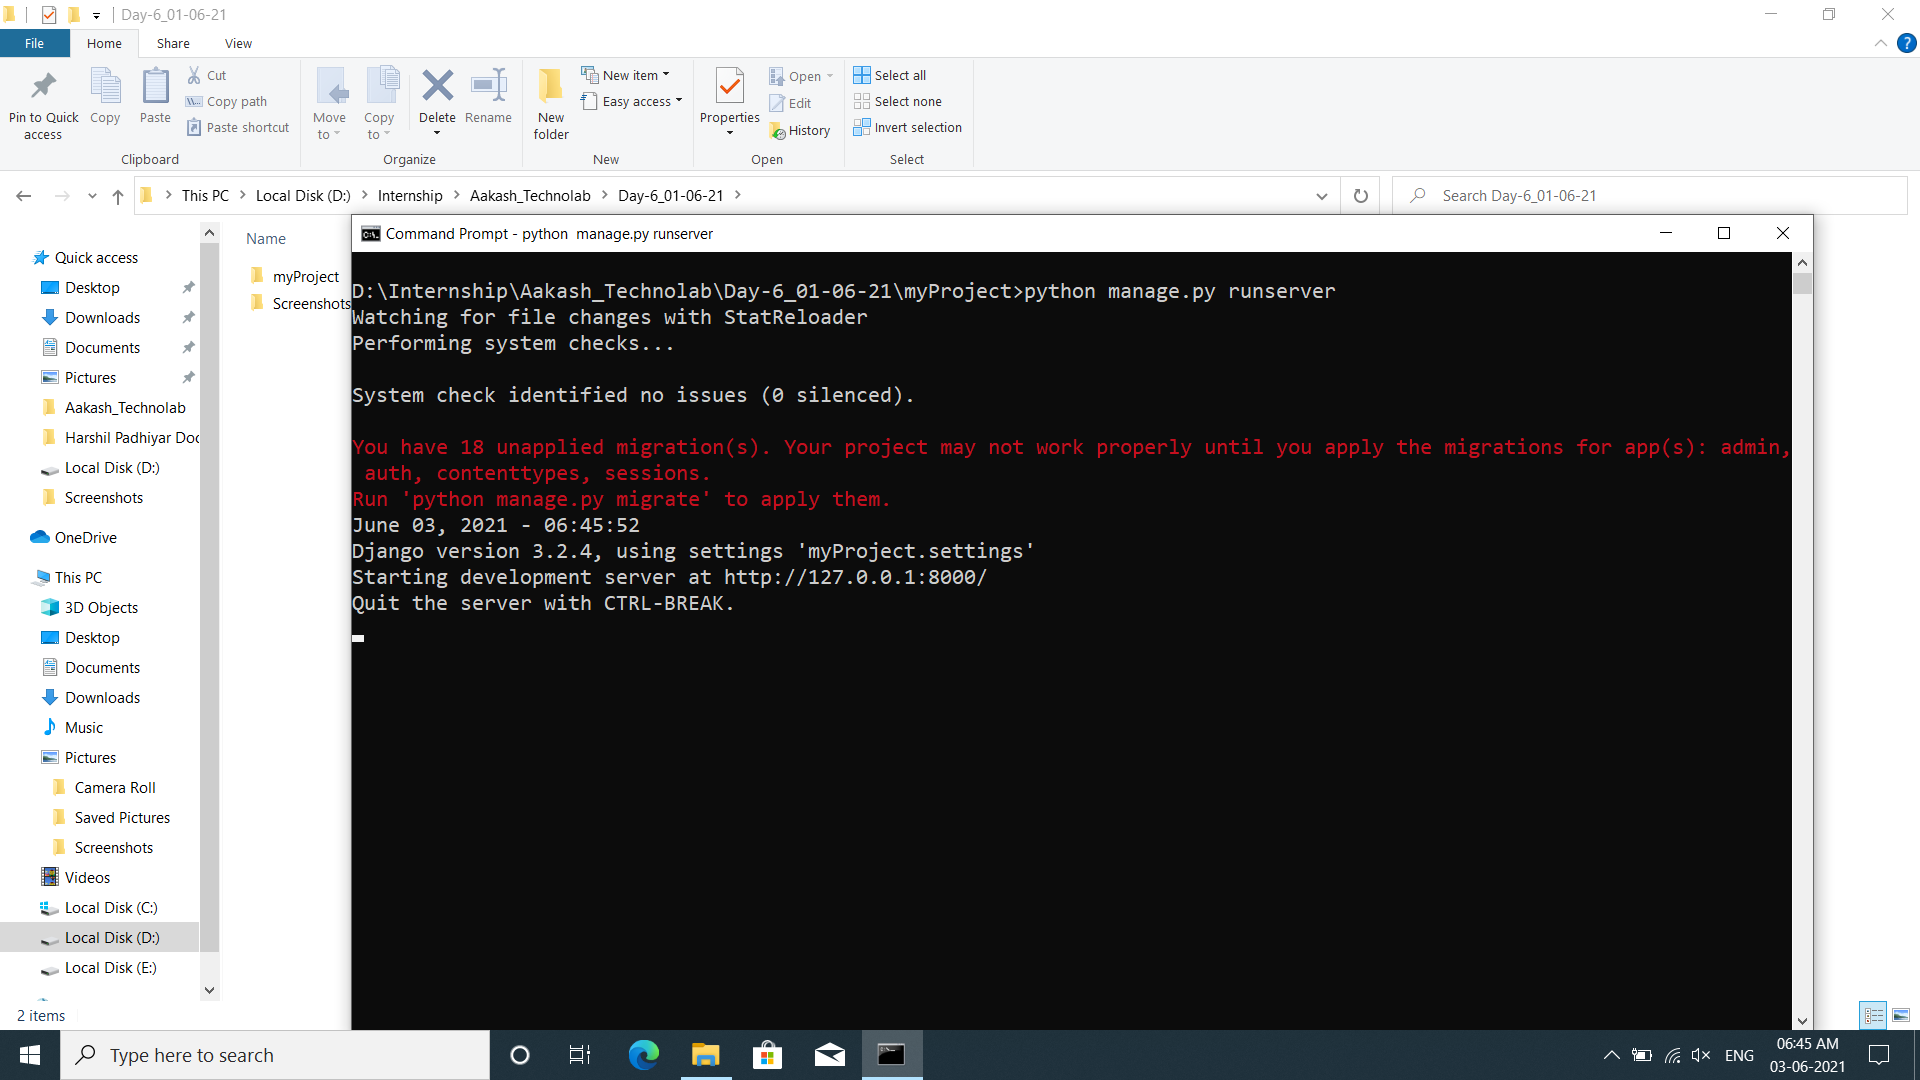 Day-6_01-06-21
File Home Share View
Pin to Quick access
Copy
Paste
Cut
Copy path
Paste shortcut
Clipboard
Move to
Copy to
Delete
Rename
Organize
New folder
New item
Easy access
New
Properties
Open
Edit
History
Open
Select all
Select none
Invert selection
Select
This PC Local Disk (D:) Internship Aakash_Technolab Day-6_01-06-21
Search Day-6_01-06-21
Quick access
Desktop
Downloads
Documents
Pictures
Aakash_Technolab
Harshil Padhiyar Doc
Local Disk (D:)
Screenshots
OneDrive
This PC
3D Objects
Desktop
Documents
Downloads
Music
Pictures
Camera Roll
Saved Pictures
Screenshots
Videos
Local Disk (C:)
Local Disk (D:)
Local Disk (E:)
2 items
Name
myProject
Screenshots
Command Prompt - python  manage.py runserver
D:\Internship\Aakash_Technolab\Day-6_01-06-21\myProject>python manage.py runserver
Watching for file changes with StatReloader
Performing system checks...
System check identified no issues (0 silenced).
You have 18 unapplied migration(s). Your project may not work properly until you apply the migrations for app(s): admin,
 auth, contenttypes, sessions.
Run 'python manage.py migrate' to apply them.
June 03, 2021 - 06:45:52
Django version 3.2.4, using settings 'myProject.settings'
Starting development server at http://127.0.0.1:8000/
Quit the server with CTRL-BREAK.
Type here to search
ENG
06:45 AM
03-06-2021